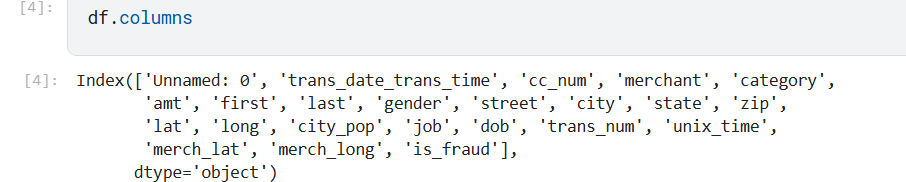 [4]:
df.columns
[4]: Index(['Unnamed: 0', 'trans_date_trans_time', 'cc_num', 'merchant', 'category',
'amt', 'first', 'last', 'gender', 'street', 'city', 'state', 'zip',
'lat', 'long', 'city_pop', 'job', 'dob', 'trans_num', 'unix_time',
'merch_lat', 'merch_long', 'is_fraud'],
dtype='object')